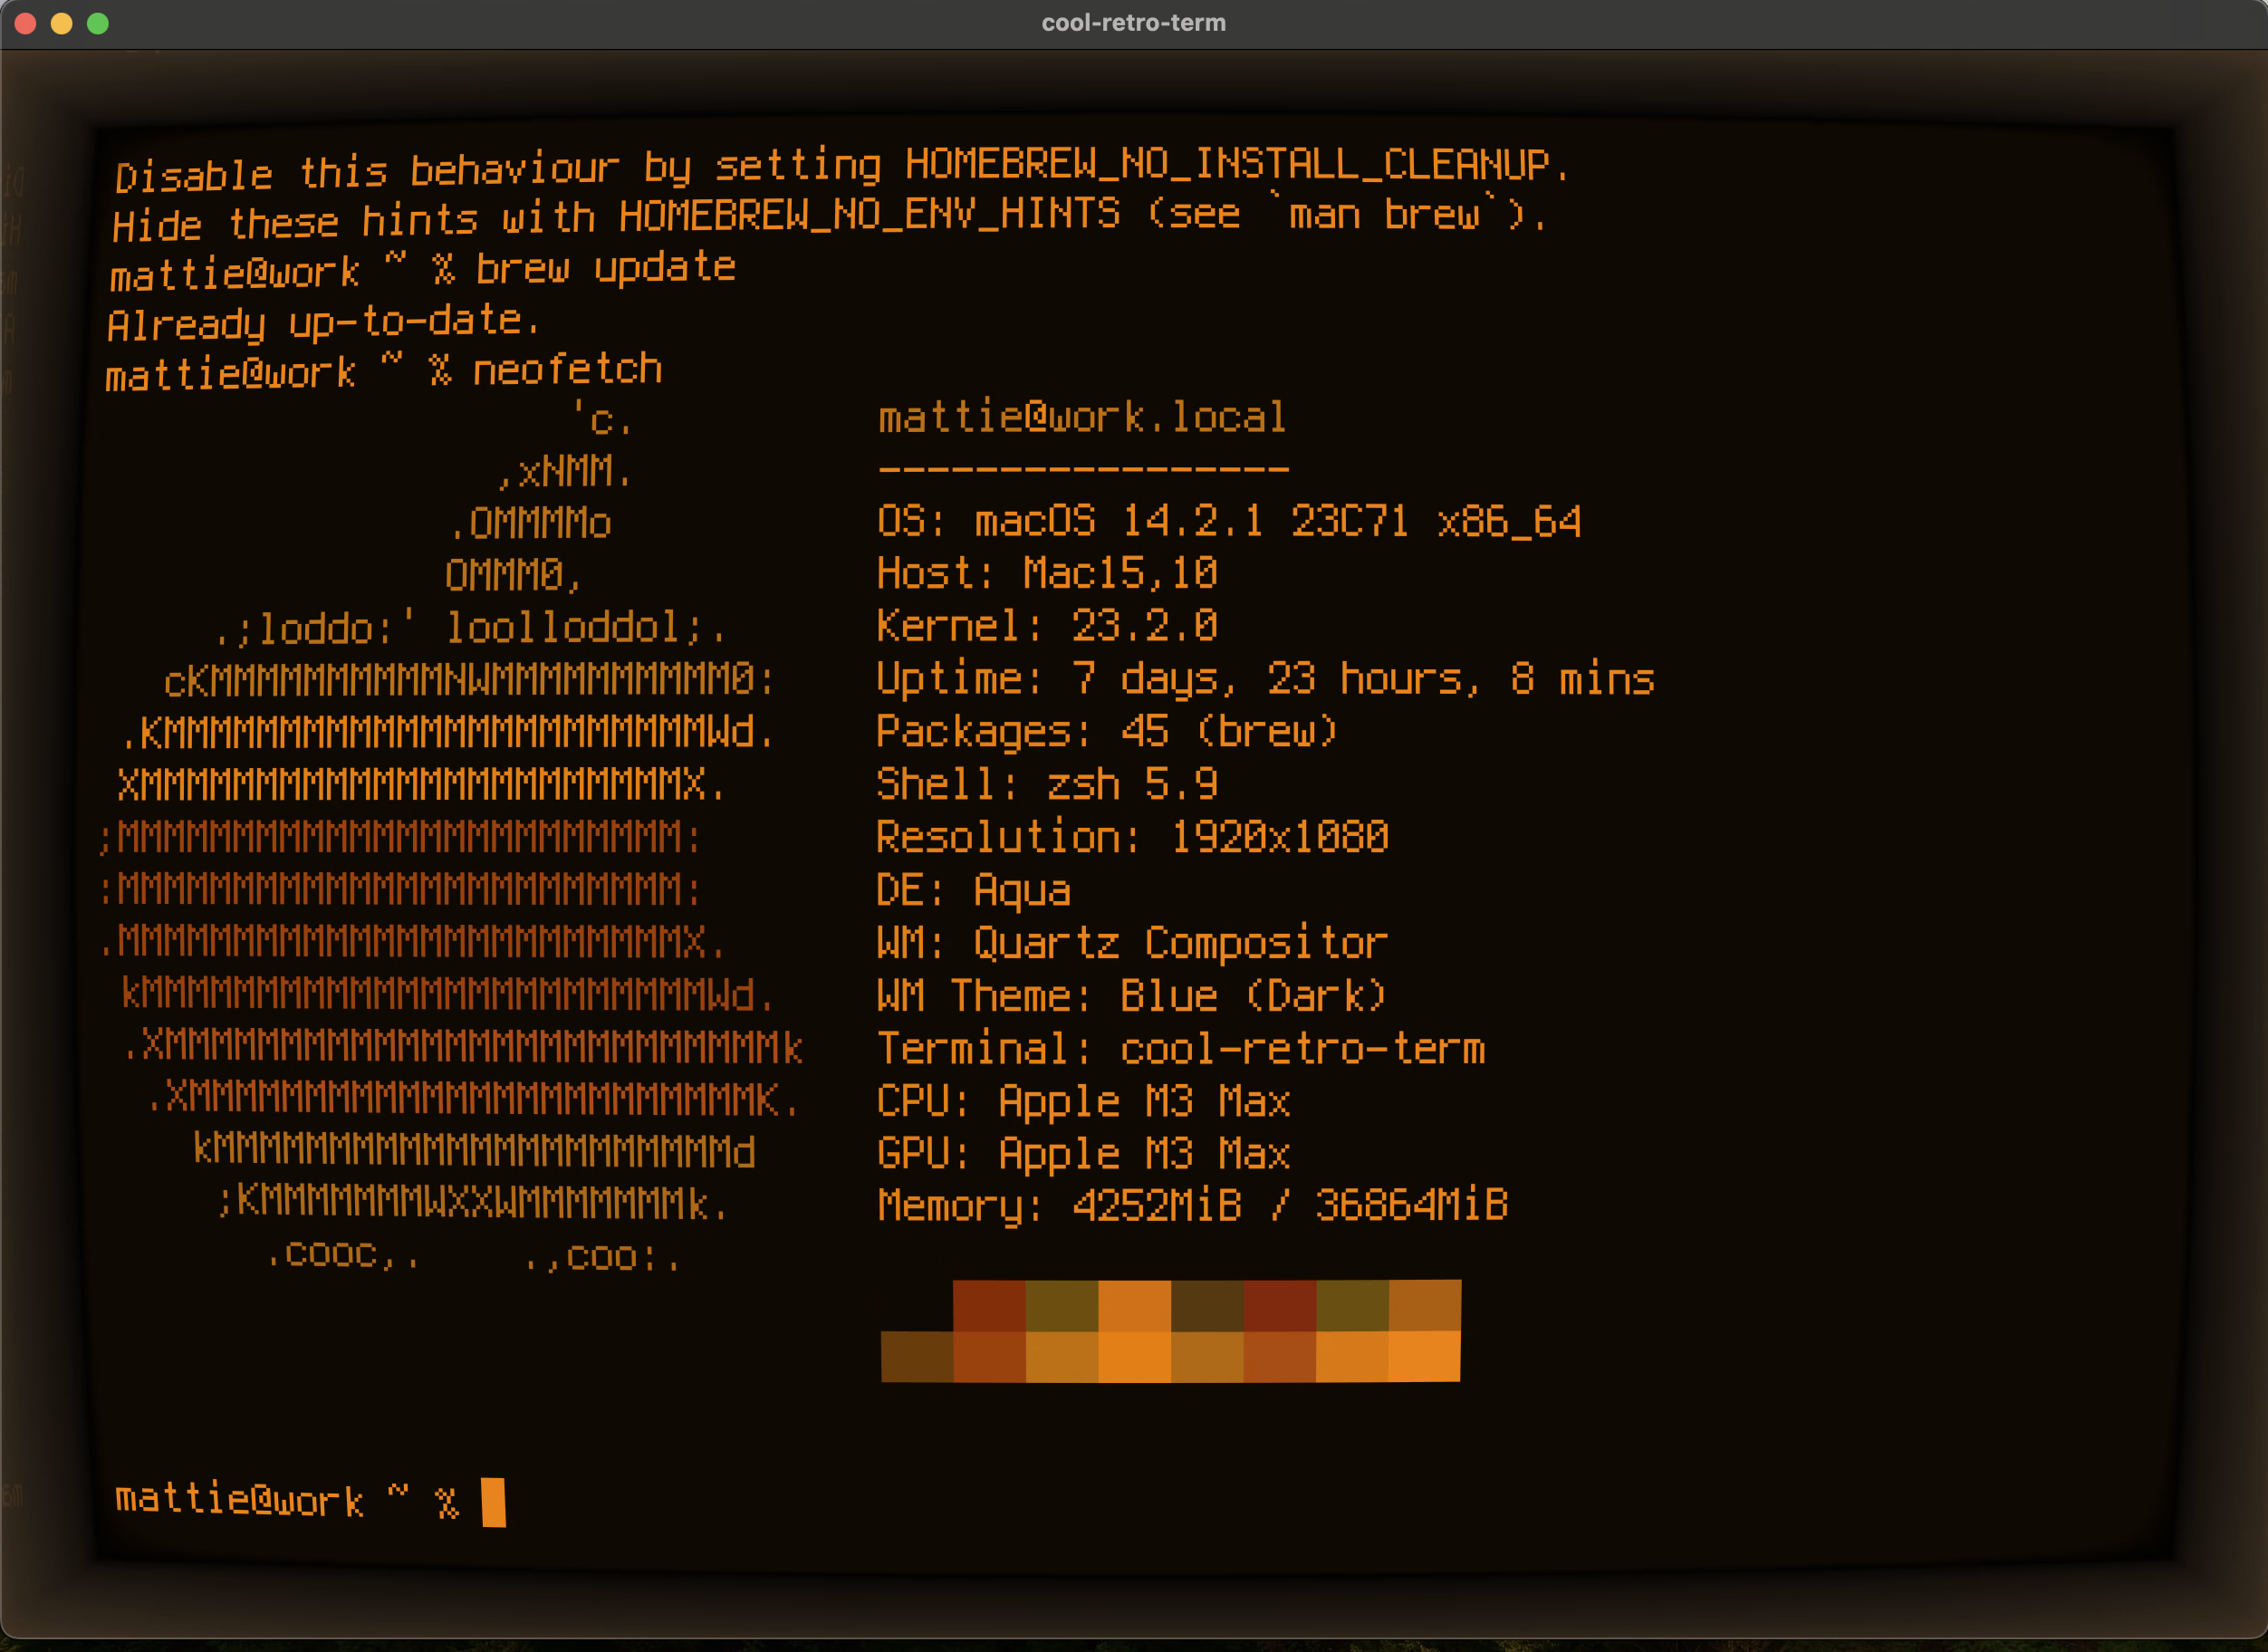 cool-retro-term
Disable this behaviour by setting HOMEBREW_NO_INSTALL_CLEANUP.
Hide these hints with HOMEBREW_NO_ENV_HINTS (see `man brew`).
mattie@work ~ % brew update
Already up-to-date.
mattie@work ~ % neofetch
'c. mattie@work.local
,xNMM. -----------------
.OMMMMo OS: macOS 14.2.1 23C71 x86_64
OMMM0, Host: Mac15,10
.;loddo:' loolloddol;. Kernel: 23.2.0
cKMMMMMMMMMMNWMMMMMMMMMM0: Uptime: 7 days, 23 hours, 8 mins
.KMMMMMMMMMMMMMMMMMMMMMMMWd. Packages: 45 (brew)
XMMMMMMMMMMMMMMMMMMMMMMMX. Shell: zsh 5.9
;MMMMMMMMMMMMMMMMMMMMMMMM: Resolution: 1920x1080
:MMMMMMMMMMMMMMMMMMMMMMMM: DE: Aqua
.MMMMMMMMMMMMMMMMMMMMMMMMX. WM: Quartz Compositor
kMMMMMMMMMMMMMMMMMMMMMMMMWd. WM Theme: Blue (Dark)
.XMMMMMMMMMMMMMMMMMMMMMMMMMMk Terminal: cool-retro-term
.XMMMMMMMMMMMMMMMMMMMMMMMMK. CPU: Apple M3 Max
kMMMMMMMMMMMMMMMMMMMMMMd GPU: Apple M3 Max
;KMMMMMMMWXXWMMMMMMMk. Memory: 4252MiB / 36864MiB
.cooc,. .,coo:.
mattie@work ~ %